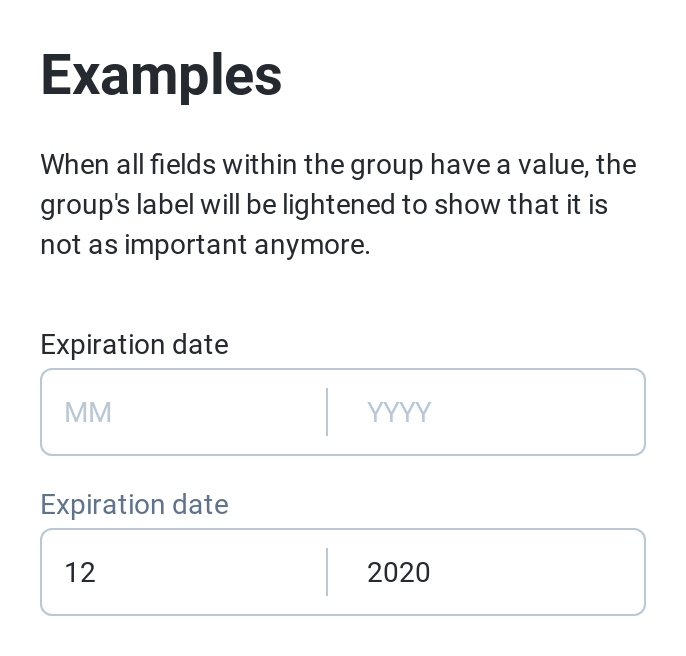 Examples
When all fields within the group have a value, the
group's label will be lightened to show that it is
not as important anymore.
Expiration date
MM YYYY
Expiration date
12 2020